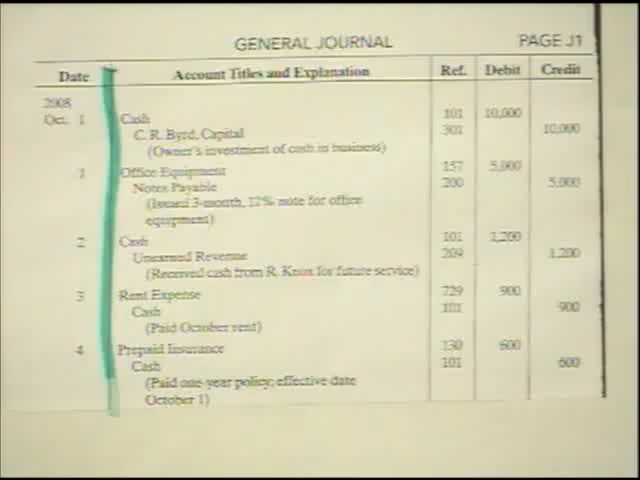 GENERAL JOURNAL PAGE J1
Date Account Titles and Explanation Ref. Debit Credit
2008
Oct. 1 Cash 101 10,000
C. R. Byrd, Capital 301 10,000
(Owner's investment of cash in business)
1 Office Equipment 157 5,000
Notes Payable 200 5,000
(Issued 3-month, 12% note for office
equipment)
2 Cash 101 1,200
Unearned Revenue 209 1,200
(Received cash from R. Knox for future service)
3 Rent Expense 729 900
Cash 101 900
(Paid October rent)
4 Prepaid Insurance 130 600
Cash 101 600
(Paid one-year policy; effective date
October 1)